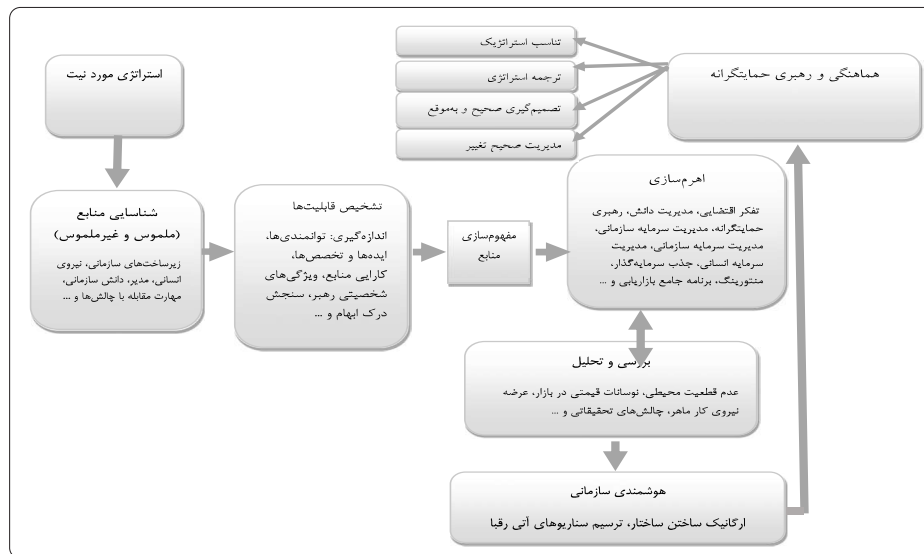 استراتژی مورد نیت
شناسایی منابع
(ملموس و غیرملموس)
زیرساخت‌های سازمانی، نیروی
انسانی، مدیر، دانش سازمانی،
مهارت مقابله با چالش‌ها و ...
تشخیص قابلیت‌ها
اندازه‌گیری: توانمندی‌ها،
ایده‌ها و تخصص‌ها،
کارایی منابع، ویژگی‌های
شخصیتی رهبر، سنجش
درک ابهام و ...
مفهوم‌سازی
منابع
اهرم‌سازی
تفکر اقتضایی، مدیریت دانش، رهبری
حمایتگرانه، مدیریت سرمایه سازمانی،
مدیریت سرمایه سازمانی، مدیریت
سرمایه انسانی، جذب سرمایه‌گذار،
منتورینگ، برنامه جامع بازاریابی و ...
بررسی و تحلیل
عدم قطعیت محیطی، نوسانات قیمتی در بازار، عرضه
نیروی کار ماهر، چالش‌های تحقیقاتی و ...
هوشمندی سازمانی
ارگانیک ساختن ساختار، ترسیم سناریوهای آتی رقبا
هماهنگی و رهبری حمایتگرانه
تناسب استراتژیک
ترجمه استراتژی
تصمیم‌گیری صحیح و به‌موقع
مدیریت صحیح تغییر